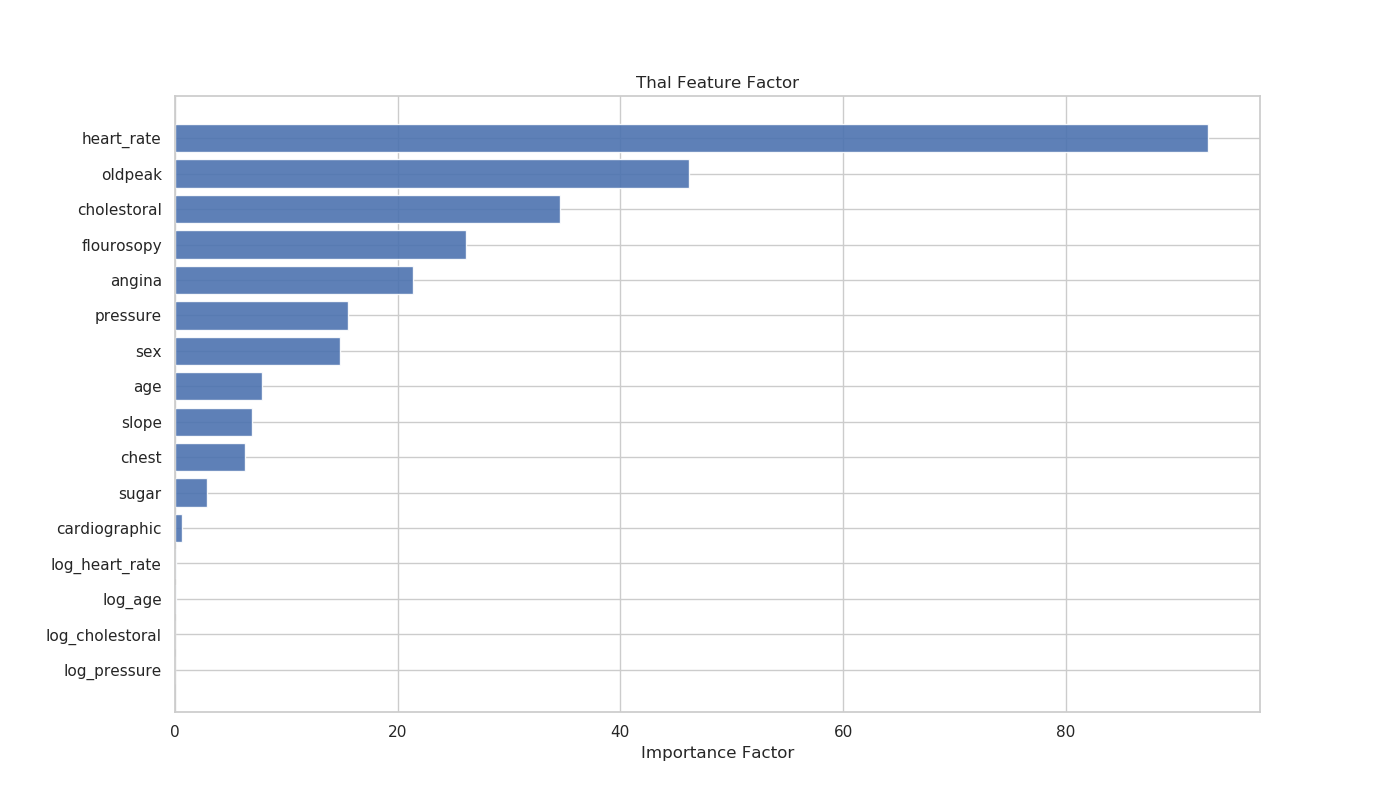 Thal Feature Factor
heart_rate
oldpeak
cholestoral
flourosopy
angina
pressure
sex
age
slope
chest
sugar
cardiographic
log_heart_rate
log_age
log_cholestoral
log_pressure
0 20 40 60 80
Importance Factor